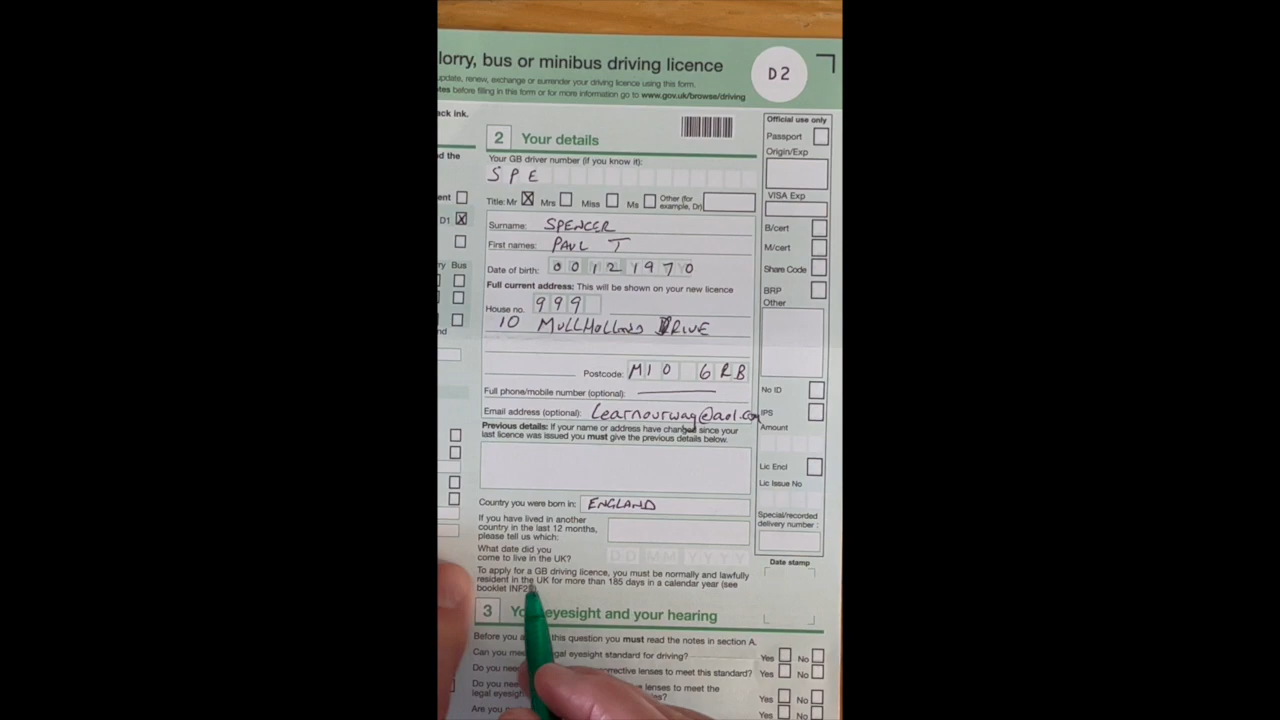 lorry, bus or minibus driving licence
D2
update, renew, exchange or surrender your driving licence using this form.
tes before filling in this form or for more information go to www.gov.uk/browse/driving
ack ink.
d the
ent
D1 X
ry Bus
nd
2 Your details
Your GB driver number (if you know it):
S P E
Title: Mr X Mrs Miss Ms Other (for example, Dr)
Surname: SPENCER
First names: PAUL T
Date of birth: 0 0 1 2 1 9 7 0
Full current address: This will be shown on your new licence
House no. 9 9 9
10 MULLHOLLAND DRIVE
Postcode: M 1 0 6 R B
Full phone/mobile number (optional):
Email address (optional): Learnourway@aol.com
Previous details: If your name or address have changed since your
last licence was issued you must give the previous details below.
Country you were born in: ENGLAND
If you have lived in another
country in the last 12 months,
please tell us which:
What date did you
come to live in the UK? D D M M Y Y Y Y
To apply for a GB driving licence, you must be normally and lawfully
resident in the UK for more than 185 days in a calendar year (see
booklet INF2
3 Yo eyesight and your hearing
Before you a this question you must read the notes in section A.
Can you mee egal eyesight standard for driving? Yes No
Do you nee orrective lenses to meet this standard? Yes No
Do you nee e lenses to meet the
legal eyesigh es? Yes No
Are you Yes No
Official use only
Passport
Origin/Exp
VISA Exp
B/cert
M/cert
Share Code
BRP
Other
No ID
IPS
Amount
Lic Encl
Lic Issue No
Special/recorded
delivery number :
Date stamp